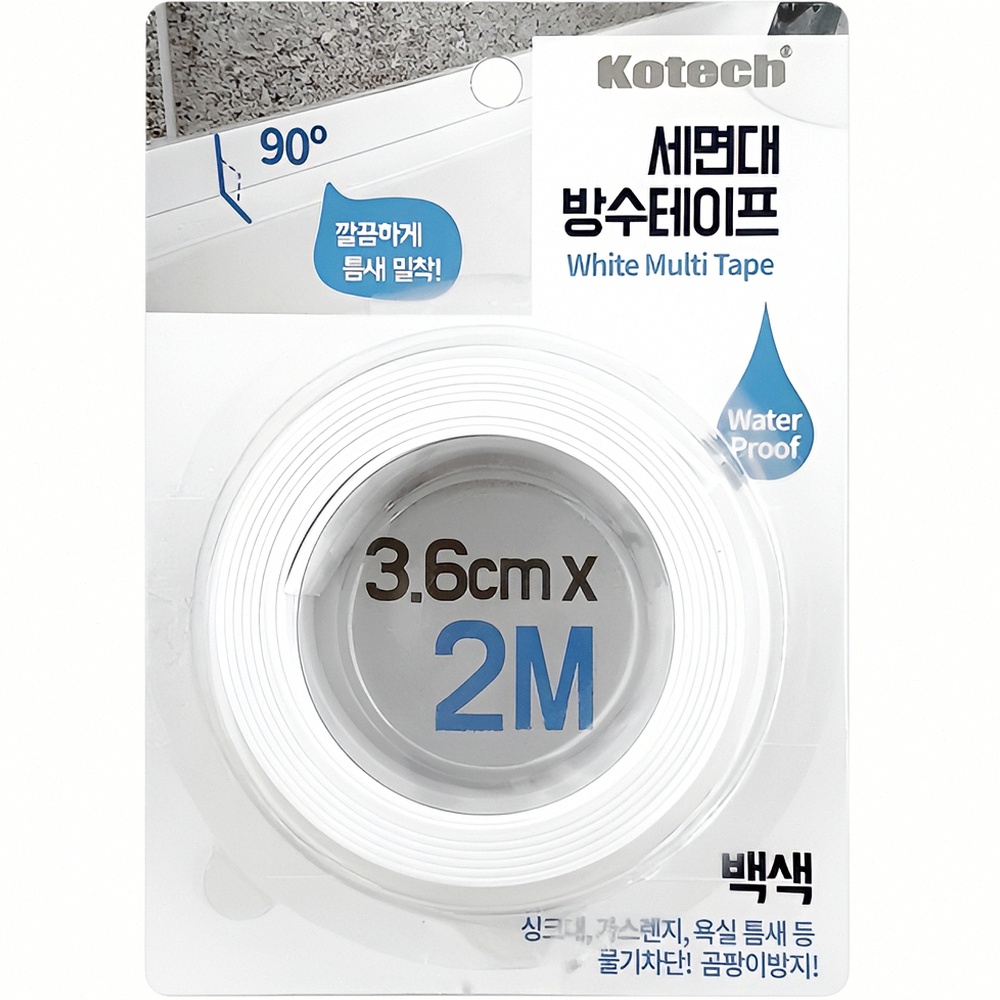 Kotech®
90º
세면대
방수테이프
White Multi Tape
깔끔하게
틈새 밀착!
Water
Proof
3.6cm x
2M
백색
싱크대, 가스렌지, 욕실 틈새 등
물기차단! 곰팡이방지!